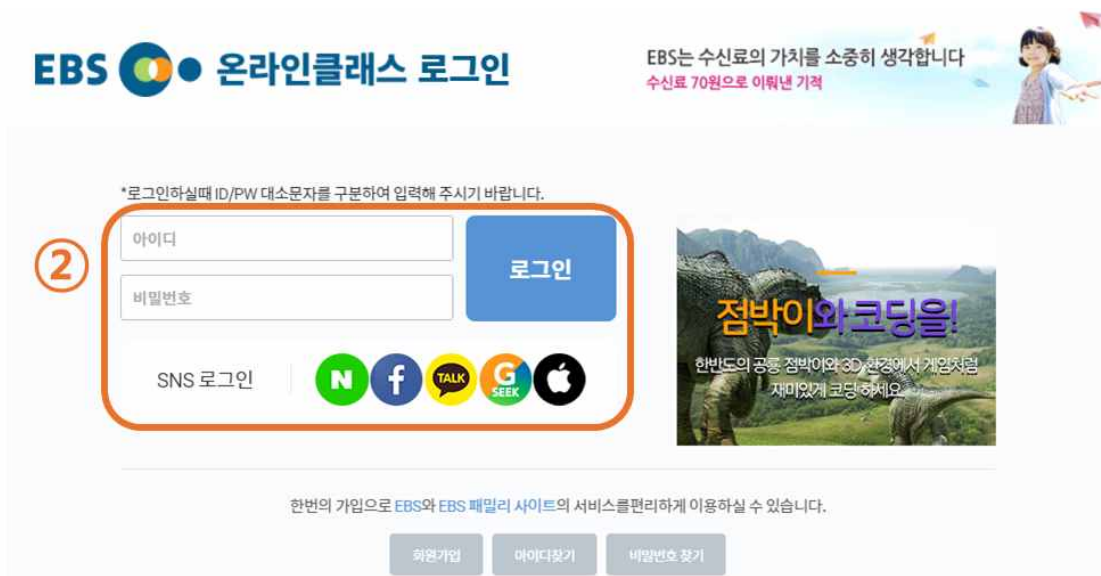 EBS 온라인클래스 로그인
EBS는 수신료의 가치를 소중히 생각합니다
수신료 70원으로 이뤄낸 기적
*로그인하실때 ID/PW 대소문자를 구분하여 입력해 주시기 바랍니다.
②
아이디
비밀번호
로그인
SNS 로그인
N
f
TALK
G
SEEK
점박이와 코딩을!
한반도의 공룡 점박이와 3D 환경에서 게임처럼
재미있게 코딩 하세요
한번의 가입으로 EBS와 EBS 패밀리 사이트의 서비스를편리하게 이용하실 수 있습니다.
회원가입
아이디찾기
비밀번호 찾기